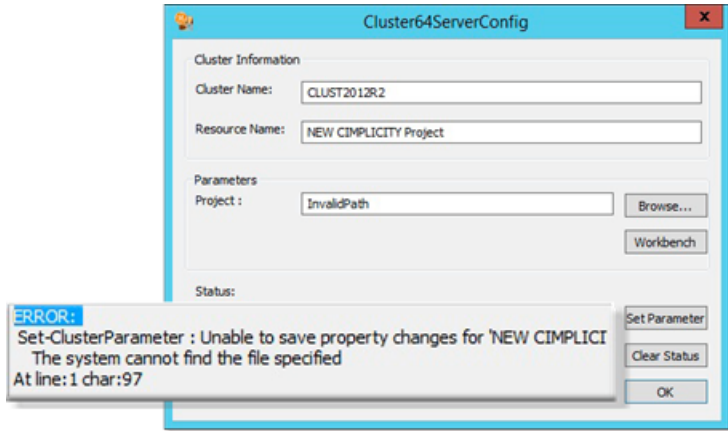 Cluster64ServerConfig
x
Cluster Information
Cluster Name:
CLUST2012R2
Resource Name:
NEW CIMPLICITY Project
Parameters
Project :
InvalidPath
Browse...
Workbench
Status:
ERROR:
Set-ClusterParameter : Unable to save property changes for 'NEW CIMPLICI
The system cannot find the file specified
At line:1 char:97
Set Parameter
Clear Status
OK